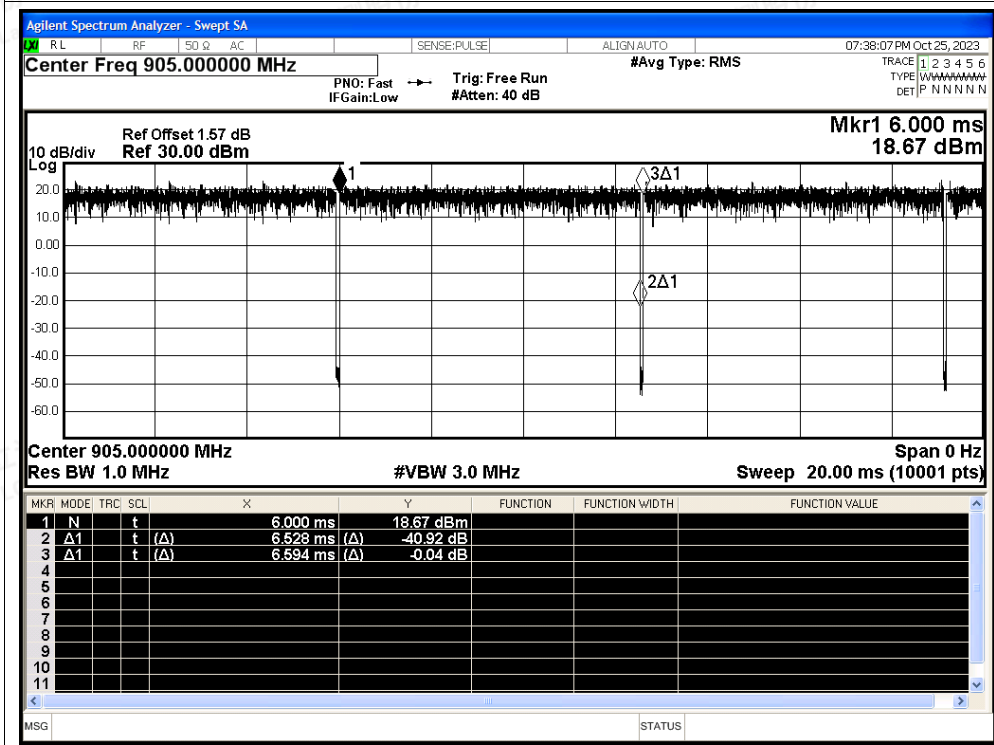 Agilent Spectrum Analyzer - Swept SA
LXI RL RF 50 Ω AC SENSE:PULSE ALIGN AUTO 07:38:07 PM Oct 25, 2023
Center Freq 905.000000 MHz #Avg Type: RMS TRACE 1 2 3 4 5 6
PNO: Fast Trig: Free Run TYPE WWWWWW
IFGain:Low #Atten: 40 dB DET P N N N N N
Mkr1 6.000 ms
Ref Offset 1.57 dB
10 dB/div Ref 30.00 dBm 18.67 dBm
Log
1 3Δ1
20.0
10.0
0.00
-10.0
2Δ1
-20.0
-30.0
-40.0
-50.0
-60.0
Center 905.000000 MHz Span 0 Hz
Res BW 1.0 MHz #VBW 3.0 MHz Sweep 20.00 ms (10001 pts)
MKR MODE TRC SCL X Y FUNCTION FUNCTION WIDTH FUNCTION VALUE
1 N t 6.000 ms 18.67 dBm
2 Δ1 t (Δ) 6.528 ms (Δ) -40.92 dB
3 Δ1 t (Δ) 6.594 ms (Δ) -0.04 dB
4
5
6
7
8
9
10
11
MSG STATUS